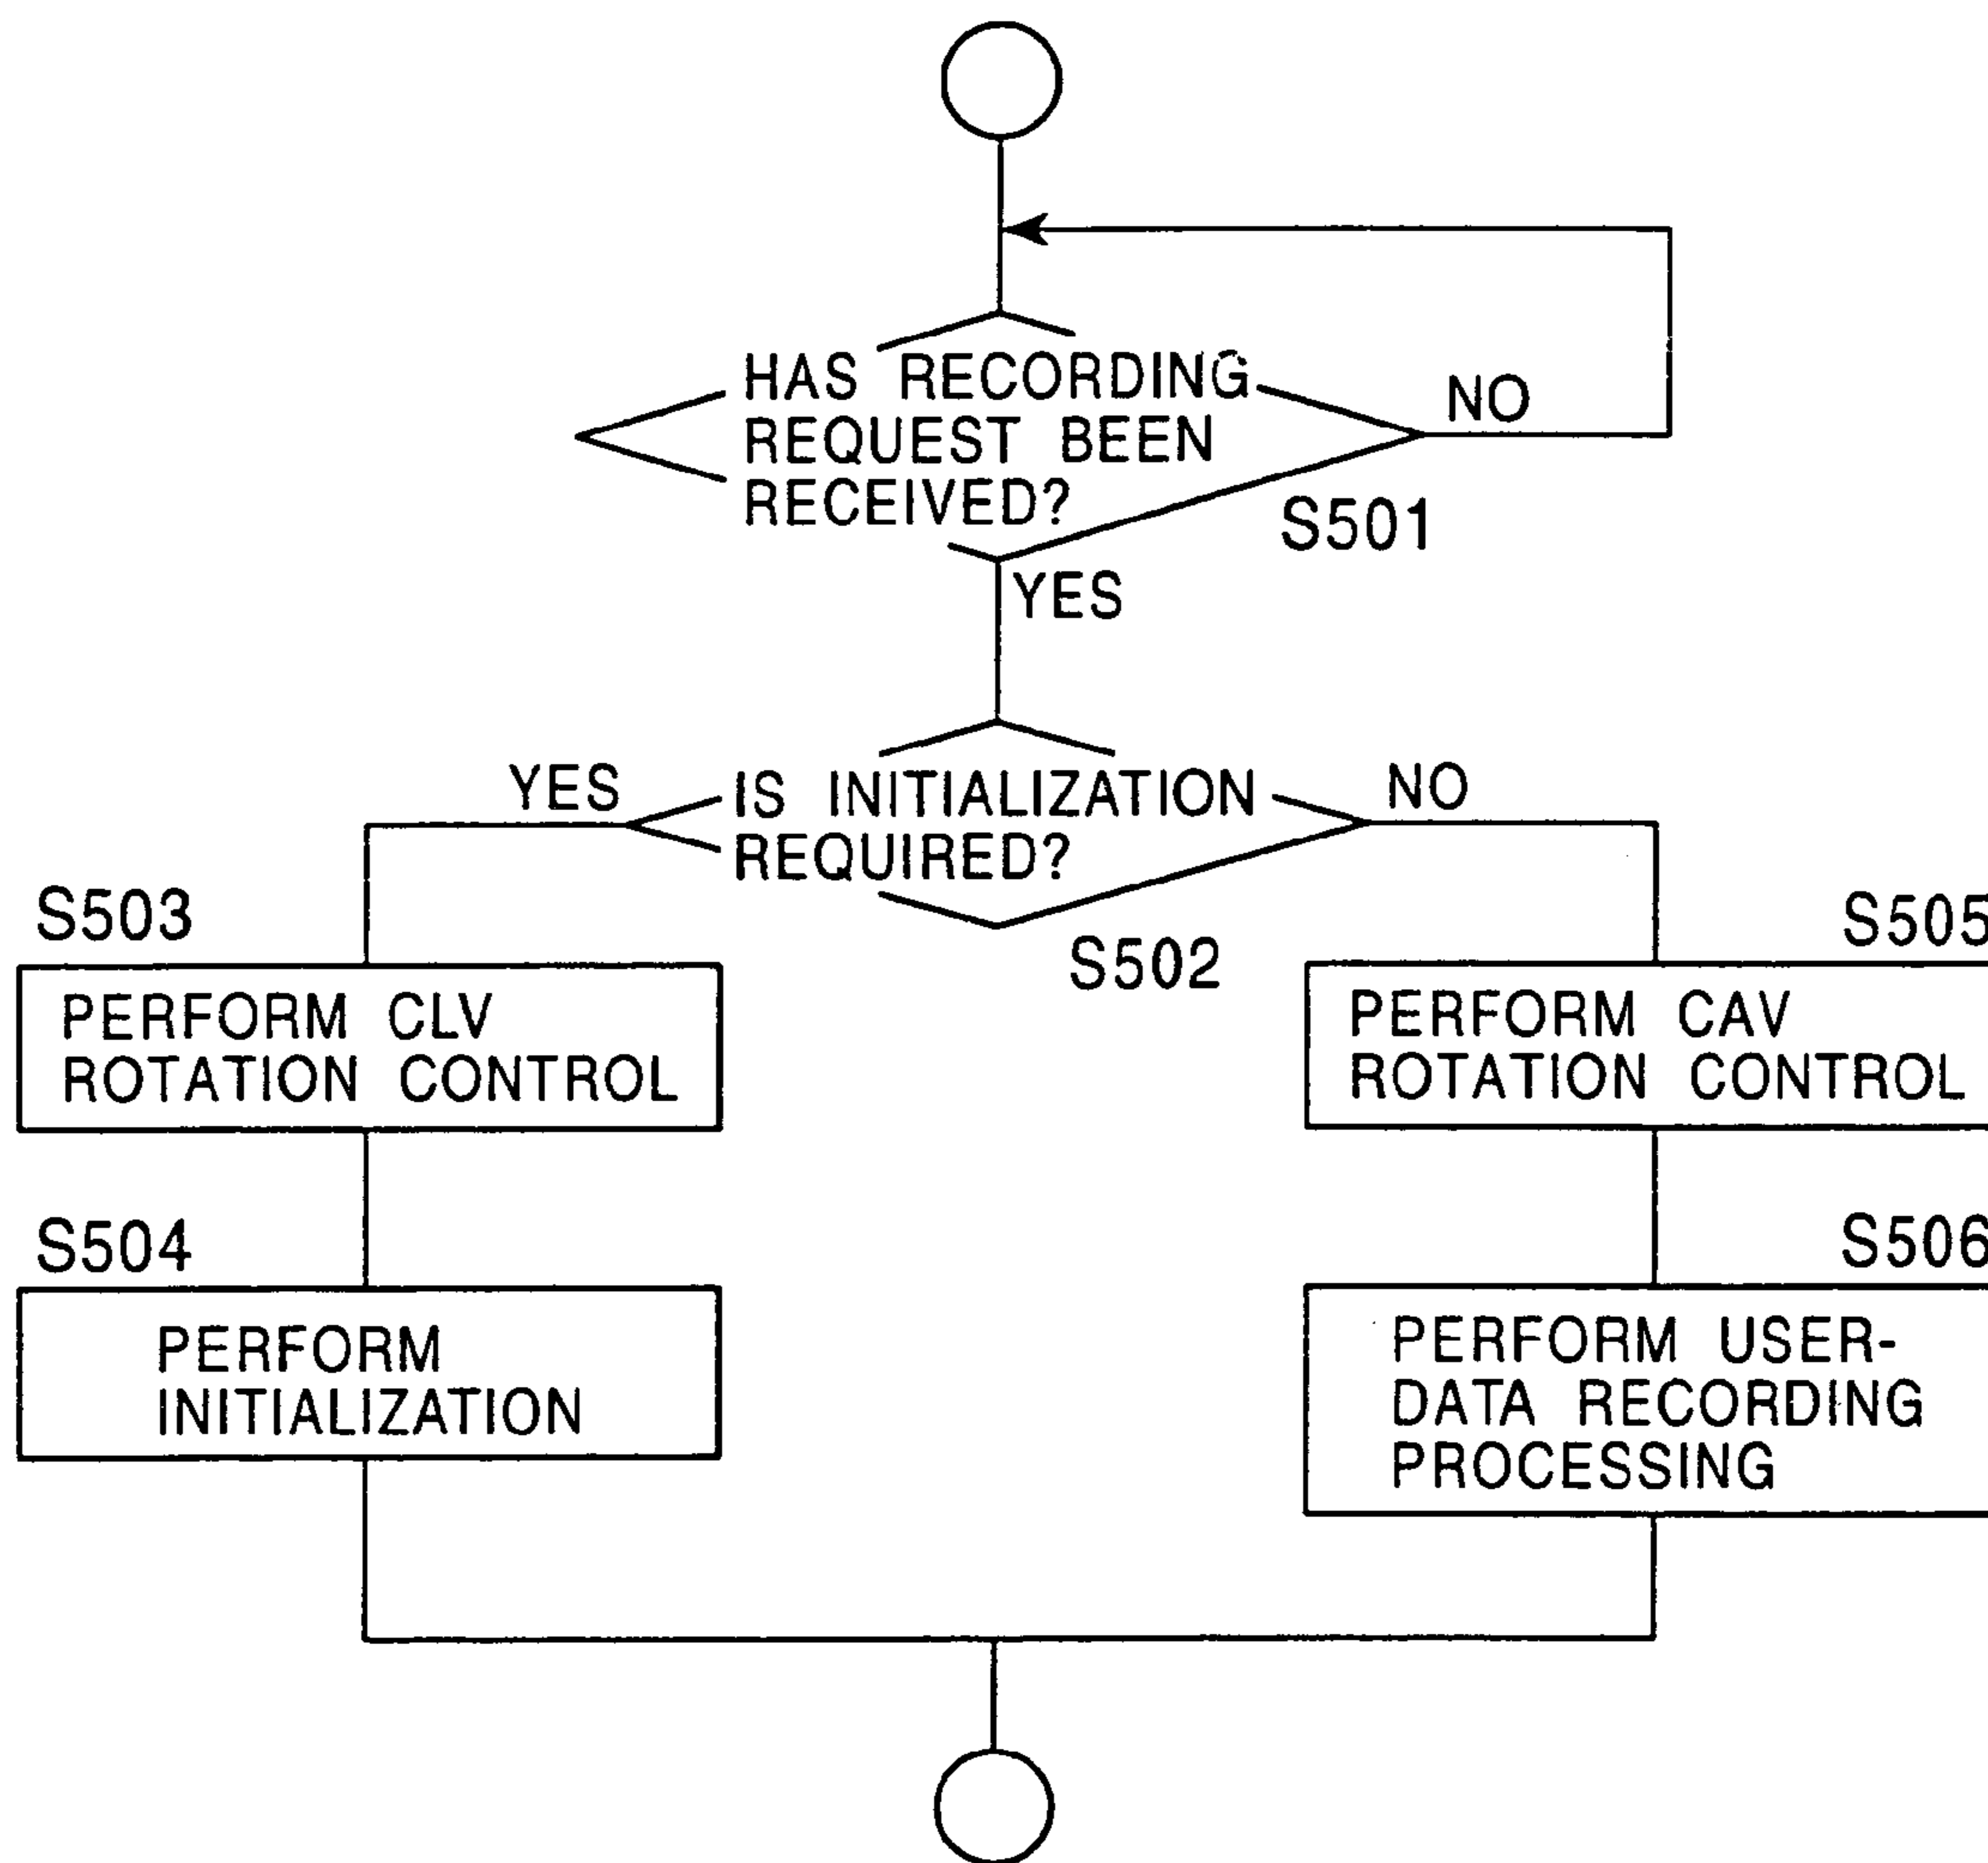 HAS RECORDING
REQUEST BEEN
RECEIVED?
NO
S501
YES
YES
IS INITIALIZATION
REQUIRED?
NO
S502
S503
PERFORM CLV
ROTATION CONTROL
S505
PERFORM CAV
ROTATION CONTROL
S504
PERFORM
INITIALIZATION
S506
PERFORM USER-
DATA RECORDING
PROCESSING